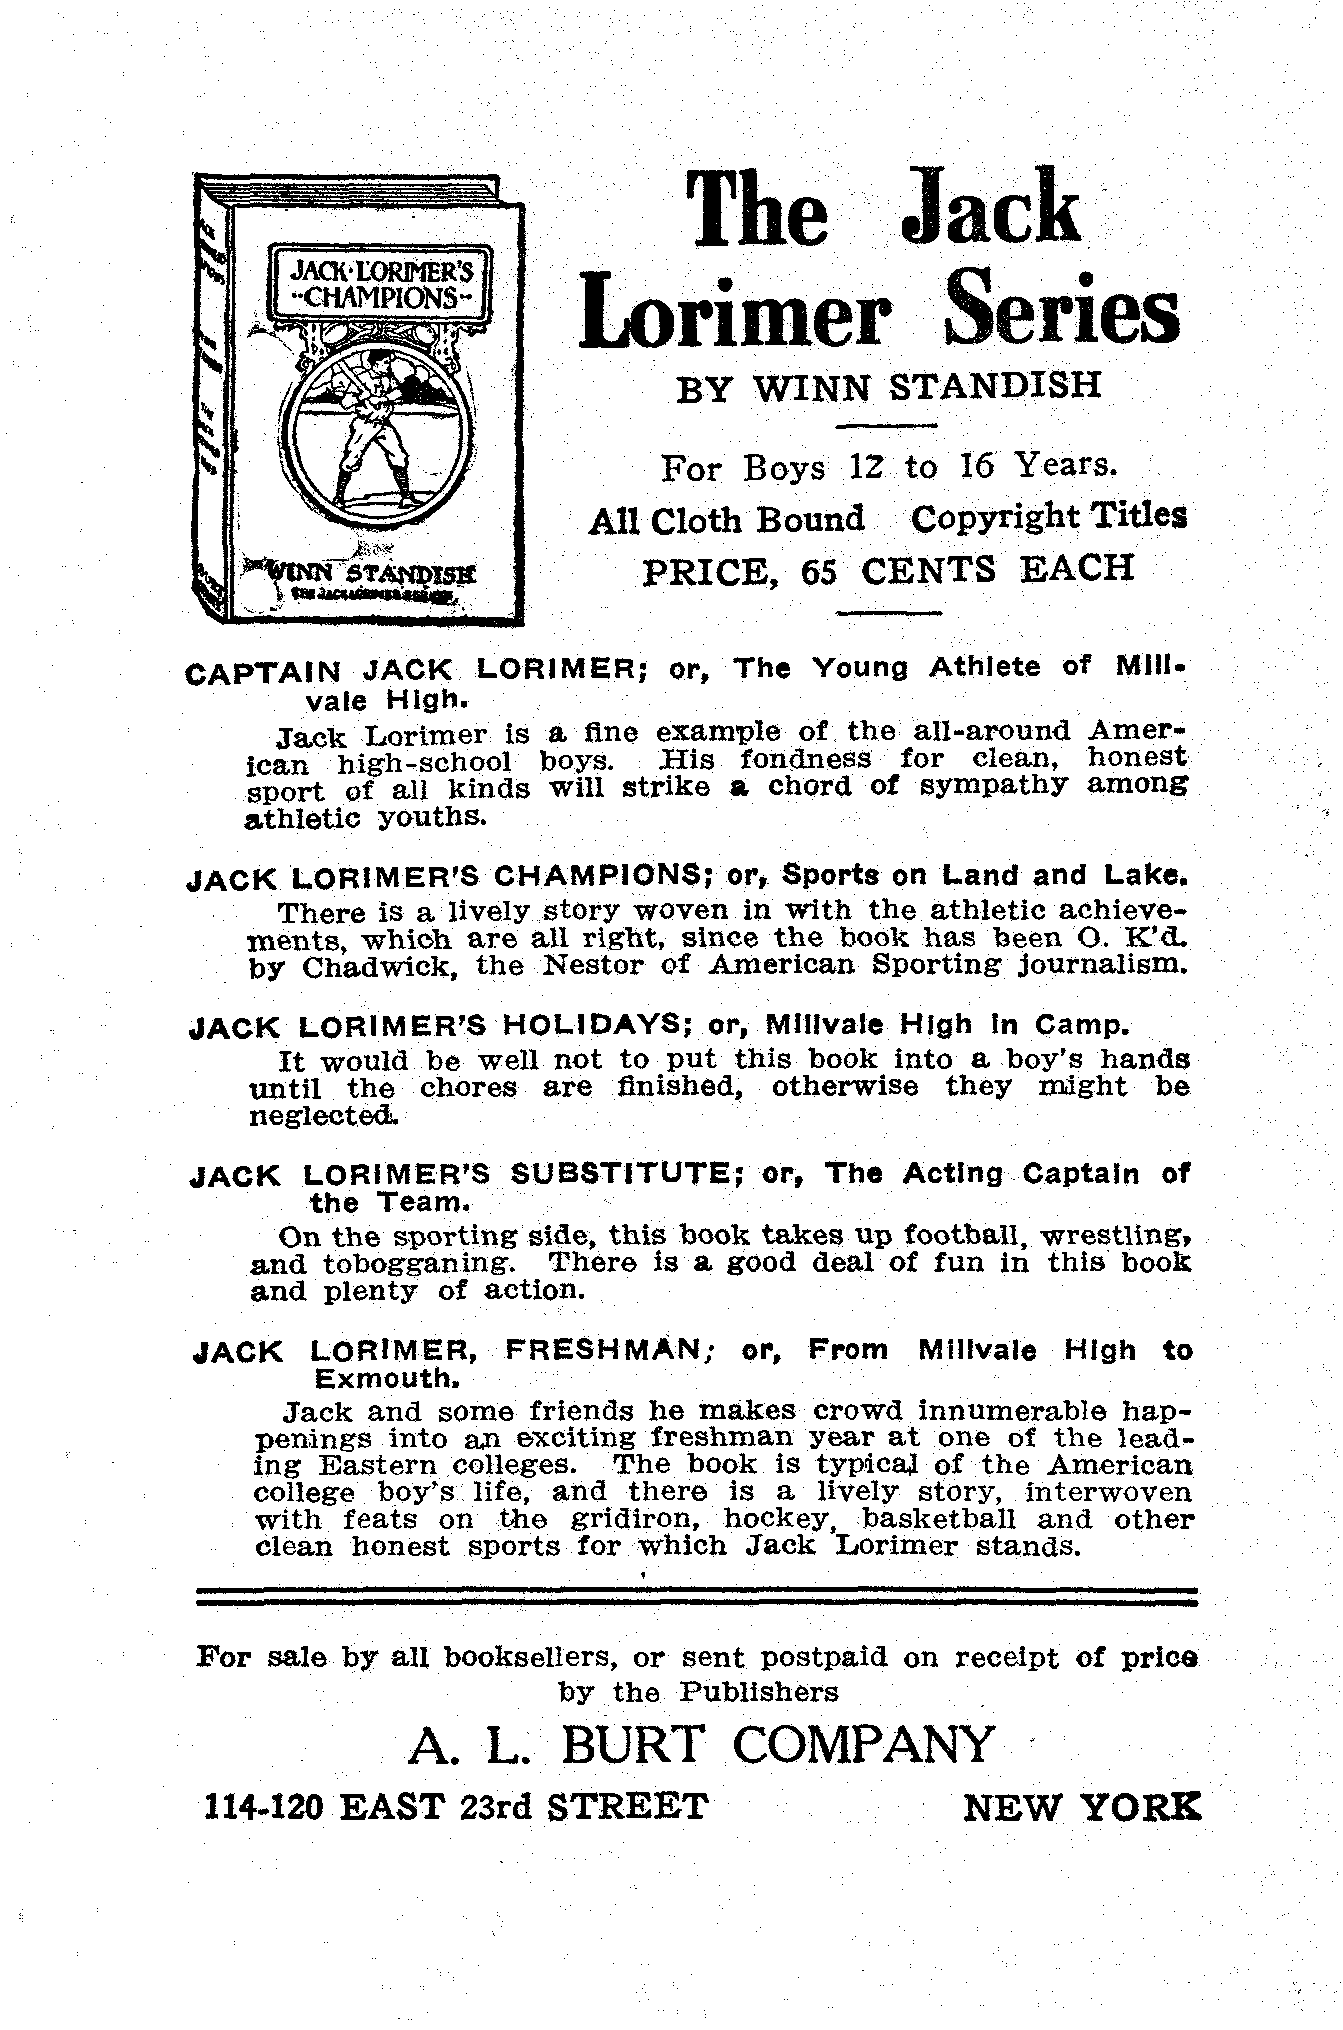 The Jack
Lorimer Series
BY WINN STANDISH
For Boys 12 to 16 Years.
All Cloth Bound Copyright Titles
PRICE, 65 CENTS EACH
JACK LORIMER'S
CHAMPIONS
WINN STANDISH
CAPTAIN JACK LORIMER; or, The Young Athlete of Mill-
vale High.
Jack Lorimer is a fine example of the all-around Amer-
ican high-school boys. His fondness for clean, honest
sport of all kinds will strike a chord of sympathy among
athletic youths.
JACK LORIMER'S CHAMPIONS; or, Sports on Land and Lake.
There is a lively story woven in with the athletic achieve-
ments, which are all right, since the book has been O. K'd.
by Chadwick, the Nestor of American Sporting journalism.
JACK LORIMER'S HOLIDAYS; or, Millvale High in Camp.
It would be well not to put this book into a boy's hands
until the chores are finished, otherwise they might be
neglected.
JACK LORIMER'S SUBSTITUTE; or, The Acting Captain of
the Team.
On the sporting side, this book takes up football, wrestling,
and tobogganing. There is a good deal of fun in this book
and plenty of action.
JACK LORIMER, FRESHMAN; or, From Millvale High to
Exmouth.
Jack and some friends he makes crowd innumerable hap-
penings into an exciting freshman year at one of the lead-
ing Eastern colleges. The book is typical of the American
college boy's life, and there is a lively story, interwoven
with feats on the gridiron, hockey, basketball and other
clean honest sports for which Jack Lorimer stands.
For sale by all booksellers, or sent postpaid on receipt of price
by the Publishers
A. L. BURT COMPANY
114-120 EAST 23rd STREET NEW YORK